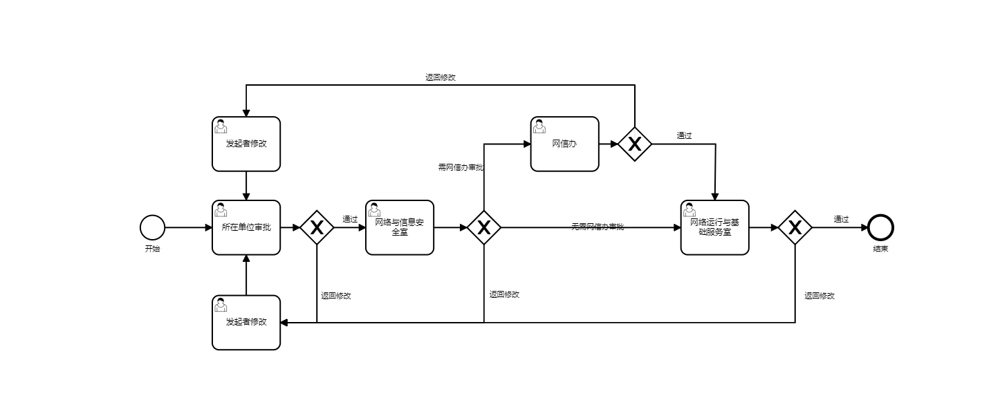 返回修改
发起者修改
网信办
通过
需网信办审批
开始
所在单位审批
通过
网络与信息安
全室
无需网信办审批
网络运行与基
础服务室
通过
结束
返回修改
返回修改
返回修改
发起者修改